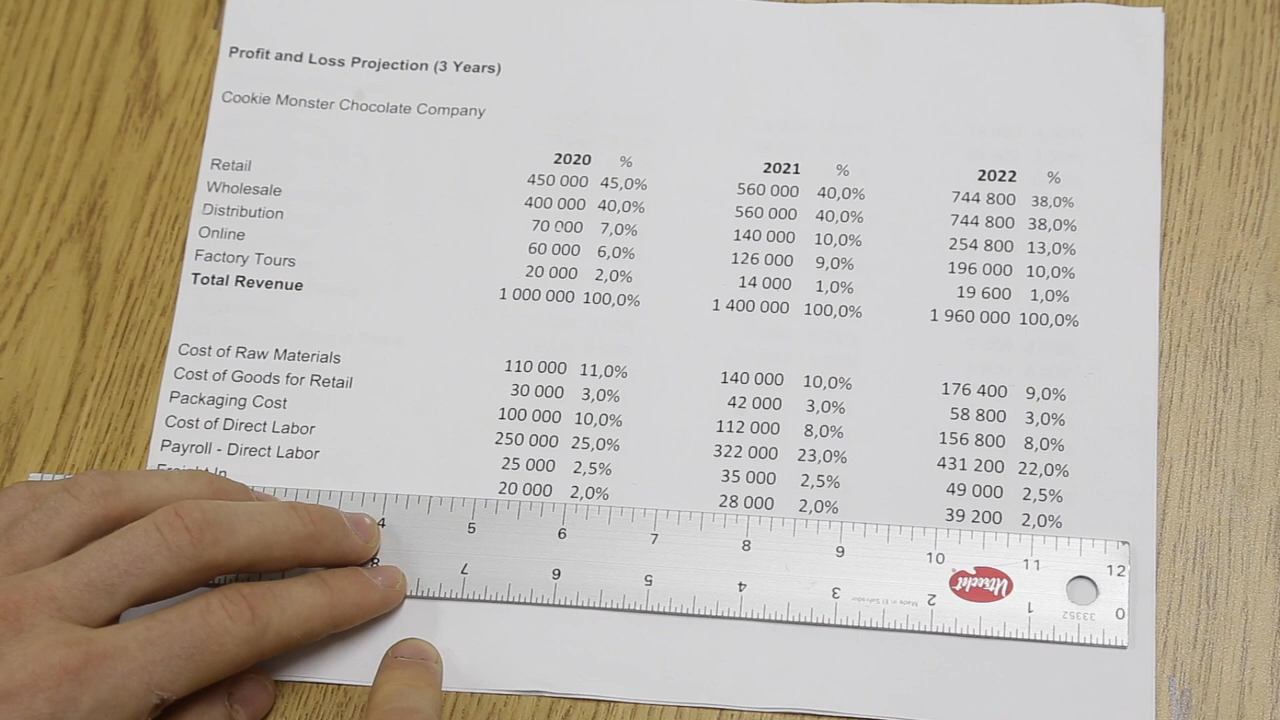 Profit and Loss Projection (3 Years)
Cookie Monster Chocolate Company
2020 % 2021 % 2022 %
Retail 450 000 45,0% 560 000 40,0% 744 800 38,0%
Wholesale 400 000 40,0% 560 000 40,0% 744 800 38,0%
Distribution 70 000 7,0% 140 000 10,0% 254 800 13,0%
Online 60 000 6,0% 126 000 9,0% 196 000 10,0%
Factory Tours 20 000 2,0% 14 000 1,0% 19 600 1,0%
Total Revenue 1 000 000 100,0% 1 400 000 100,0% 1 960 000 100,0%
Cost of Raw Materials 110 000 11,0% 140 000 10,0% 176 400 9,0%
Cost of Goods for Retail 30 000 3,0% 42 000 3,0% 58 800 3,0%
Packaging Cost 100 000 10,0% 112 000 8,0% 156 800 8,0%
Cost of Direct Labor 250 000 25,0% 322 000 23,0% 431 200 22,0%
Payroll - Direct Labor 25 000 2,5% 35 000 2,5% 49 000 2,5%
Freight In 20 000 2,0% 28 000 2,0% 39 200 2,0%
4 5 6 7 8 9 10 11 12
8 7 6 5 4 3 2 1 0
Utrecht
Made in El Salvador
33352